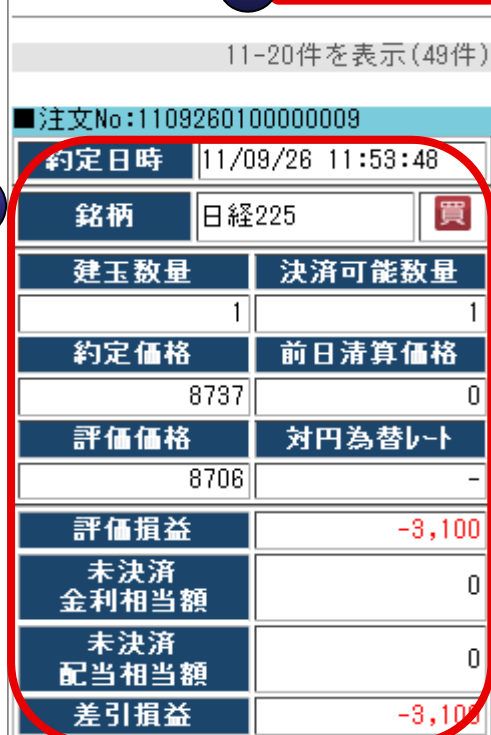 11-20件を表示(49件)
■注文No:1109260100000009
約定日時 11/09/26 11:53:48
銘柄 日経225 買
建玉数量 決済可能数量
1 1
約定価格 前日清算価格
8737 0
評価価格 対円為替レート
8706 -
評価損益 -3,100
未決済
金利相当額 0
未決済
配当相当額 0
差引損益 -3,100